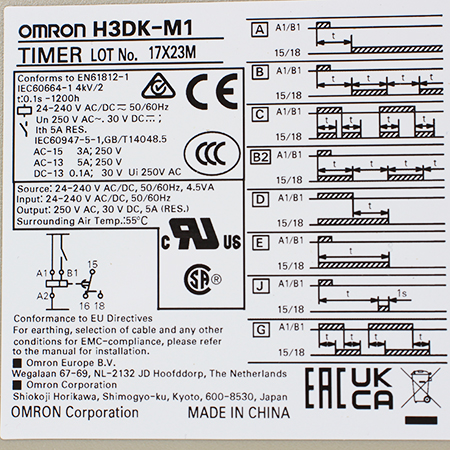 OMRON H3DK-M1
TIMER LOT No. 17X23M
Conforms to EN61812-1
IEC60664-1 4kV/2
t:0.1s-1200h
24-240 V AC/DC 50/60Hz
Un 250 V AC~, 30 V DC⎓;
Ith 5A RES.
IEC60947-5-1,GB/T14048.5
AC-15 3A; 250V
AC-13 5A; 250V
DC-13 0.1A; 30V Ui 250V AC
CE
CCC
Source: 24-240 V AC/DC, 50/60Hz, 4.5VA
Input: 24-240 V AC/DC, 50/60Hz
Output: 250 V AC, 30 V DC, 5A (RES.)
Surrounding Air Temp.:55°C
c RU US
SA
15
A1 B1
A2
16 18
Conformance to EU Directives
For earthing, selection of cable and any other
conditions for EMC-compliance, please refer
to the manual for installation.
Omron Europe B.V.
Wegalaan 67-69, NL-2132 JD Hoofddorp, The Netherlands
Omron Corporation
Shiokoji Horikawa, Shimogyo-ku, Kyoto, 600-8530, Japan
OMRON Corporation MADE IN CHINA
A A1/B1
t
15/18
B A1/B1
t t t
15/18
C A1/B1
t t t t
15/18
B2 A1/B1
t t t
15/18
D A1/B1
t
15/18
E A1/B1
t
15/18
J A1/B1
t 1s
15/18
G A1/B1
t t t t
15/18
EAC UK
CA